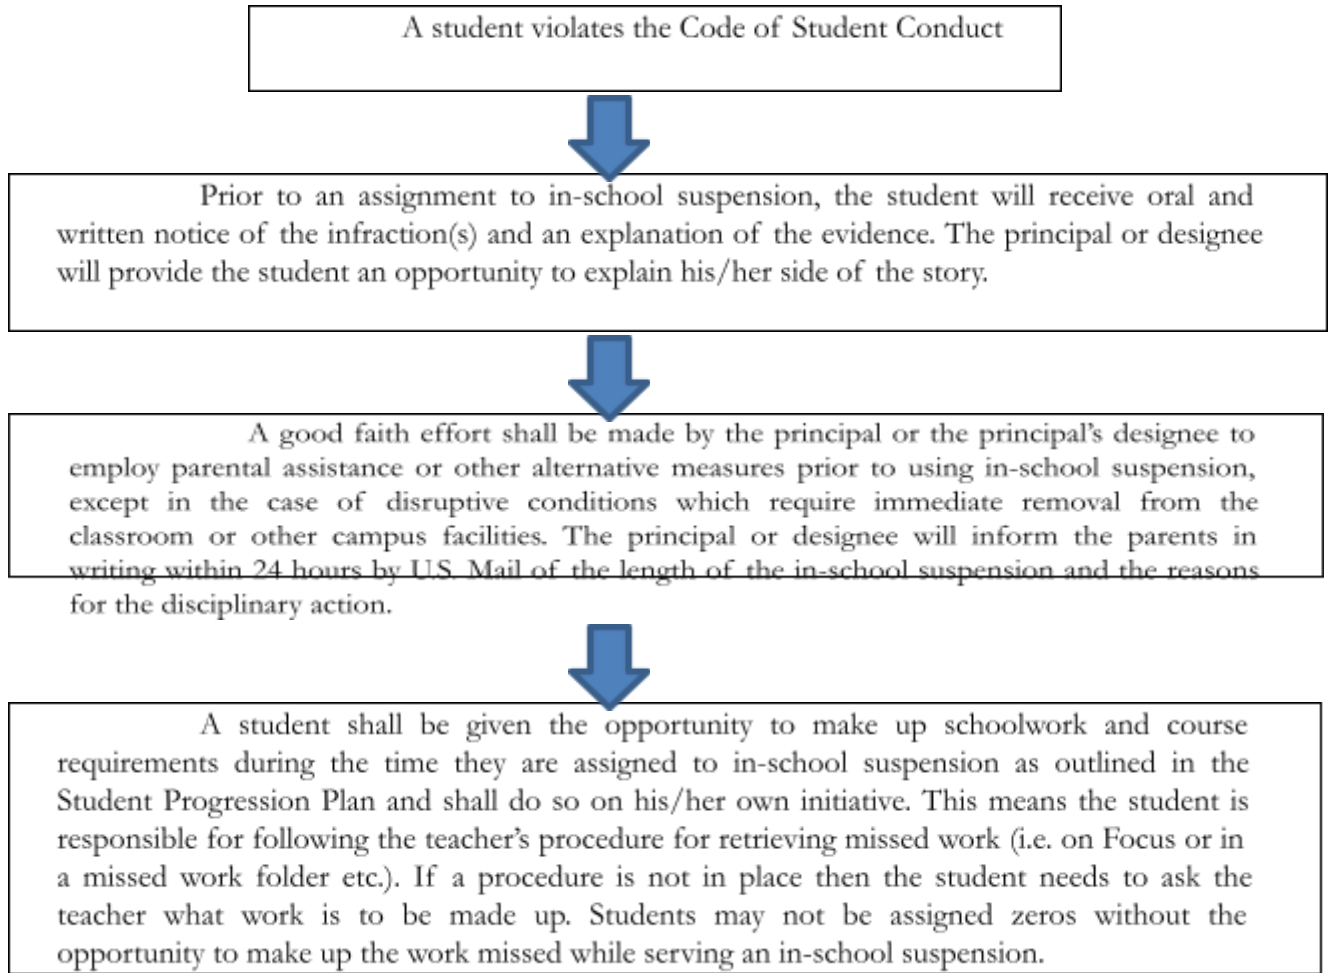 A student violates the Code of Student Conduct
Prior to an assignment to in-school suspension, the student will receive oral and
written notice of the infraction(s) and an explanation of the evidence. The principal or designee
will provide the student an opportunity to explain his/her side of the story.
A good faith effort shall be made by the principal or the principal's designee to
employ parental assistance or other alternative measures prior to using in-school suspension,
except in the case of disruptive conditions which require immediate removal from the
classroom or other campus facilities. The principal or designee will inform the parents in
writing within 24 hours by U.S. Mail of the length of the in-school suspension and the reasons
for the disciplinary action.
A student shall be given the opportunity to make up schoolwork and course
requirements during the time they are assigned to in-school suspension as outlined in the
Student Progression Plan and shall do so on his/her own initiative. This means the student is
responsible for following the teacher's procedure for retrieving missed work (i.e. on Focus or in
a missed work folder etc.). If a procedure is not in place then the student needs to ask the
teacher what work is to be made up. Students may not be assigned zeros without the
opportunity to make up the work missed while serving an in-school suspension.